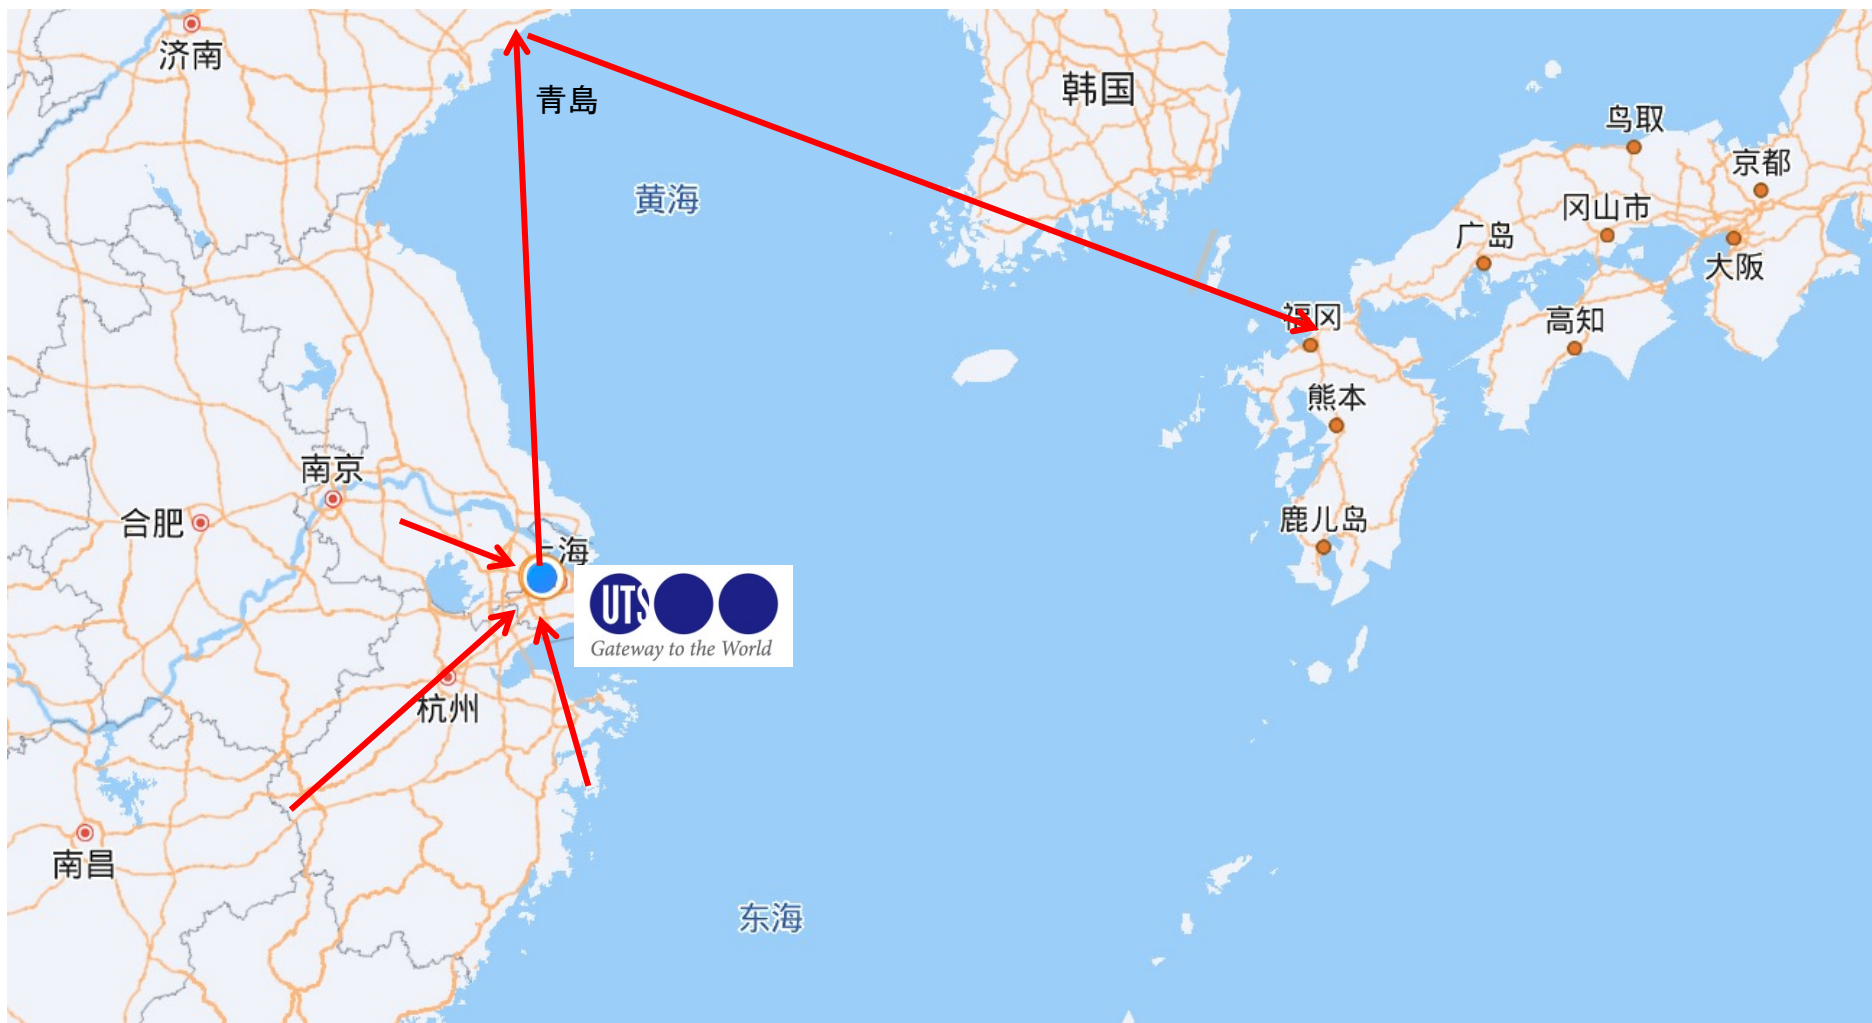 济南
韩国
青島
鸟取
京都
黄海
冈山市
广岛
大阪
福冈
高知
熊本
南京
合肥
鹿儿岛
上海
UTS
Gateway to the World
杭州
南昌
东海